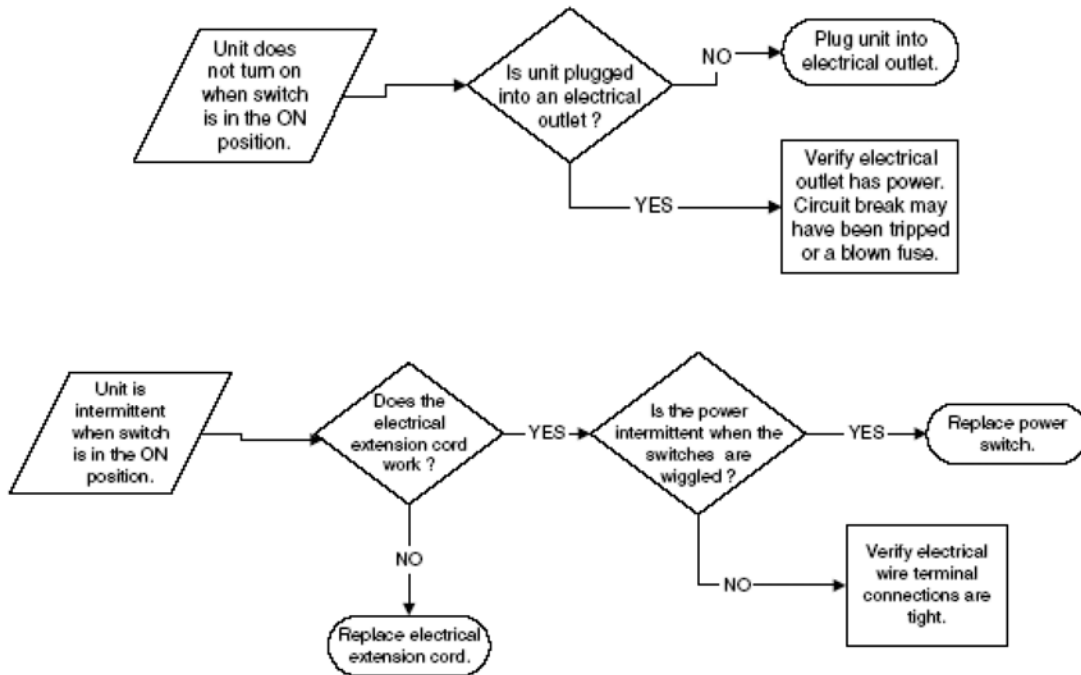 Unit does
not turn on
when switch
is in the ON
position.
Is unit plugged
into an electrical
outlet ?
NO
Plug unit into
electrical outlet.
YES
Verify electrical
outlet has power.
Circuit break may
have been tripped
or a blown fuse.
Unit is
intermittent
when switch
is in the ON
position.
Does the
electrical
extension cord
work ?
YES
Is the power
intermittent when the
switches are
wiggled ?
YES
Replace power
switch.
NO
Replace electrical
extension cord.
NO
Verify electrical
wire terminal
connections are
tight.